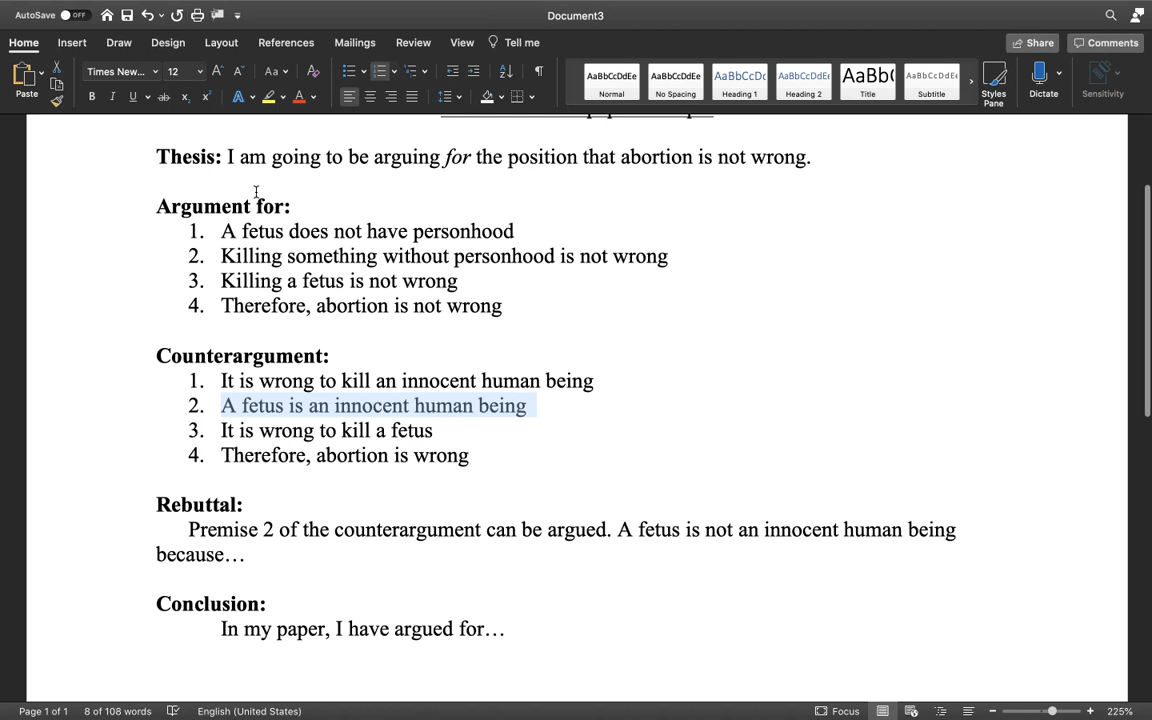 AutoSave OFF Document3
Home Insert Draw Design Layout References Mailings Review View Tell me Share Comments
Paste Times New... 12 Aa AaBbCcDdEe AaBbCcDdEe AaBbCcDc AaBbCcDdEe AaBb( AaBbCcDdEe
Normal No Spacing Heading 1 Heading 2 Title Subtitle Styles Pane Dictate Sensitivity
Thesis: I am going to be arguing for the position that abortion is not wrong.
Argument for:
1. A fetus does not have personhood
2. Killing something without personhood is not wrong
3. Killing a fetus is not wrong
4. Therefore, abortion is not wrong
Counterargument:
1. It is wrong to kill an innocent human being
2. A fetus is an innocent human being
3. It is wrong to kill a fetus
4. Therefore, abortion is wrong
Rebuttal:
Premise 2 of the counterargument can be argued. A fetus is not an innocent human being
because…
Conclusion:
In my paper, I have argued for…
Page 1 of 1 8 of 108 words English (United States) Focus 225%